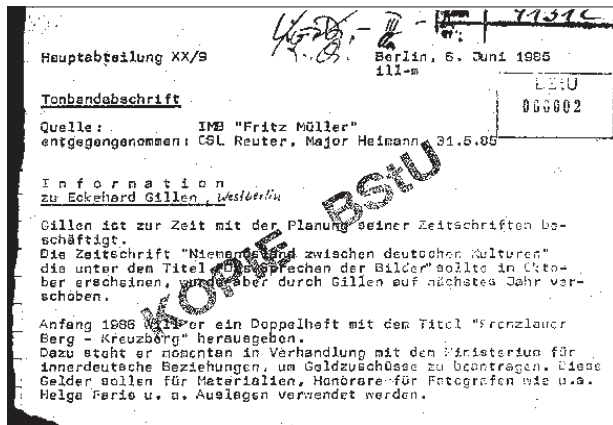 7151C
Hauptabteilung XX/9
Berlin, 6. Juni 1985
ill-m
BStU
000002
Tonbandabschrift
Quelle: IMB "Fritz Müller"
entgegengenommen: OSL Reuter, Major Heimann, 31.5.85
Information
zu Eckehard Gillen, Westberlin
Gillen ist zur Zeit mit der Planung seiner Zeitschriften be-
schäftigt.
Die Zeitschrift "Niemandsland zwischen deutschen Kulturen"
die unter dem Titel "Das Sprechen der Bilder" sollte in Okto-
ber erscheinen, wurde aber durch Gillen auf nächstes Jahr ver-
schoben.
Anfang 1986 will er ein Doppelheft mit dem Titel "Prenzlauer
Berg - Kreuzberg" herausgeben.
Dazu steht er momentan in Verhandlung mit dem Ministerium für
innerdeutsche Beziehungen, um Geldzuschüsse zu beantragen. Diese
Gelder sollen für Materialien, Honorare für Fotografen wie u.a.
Helga Paris u. a. Auslagen verwendet werden.
KOPIE BStU